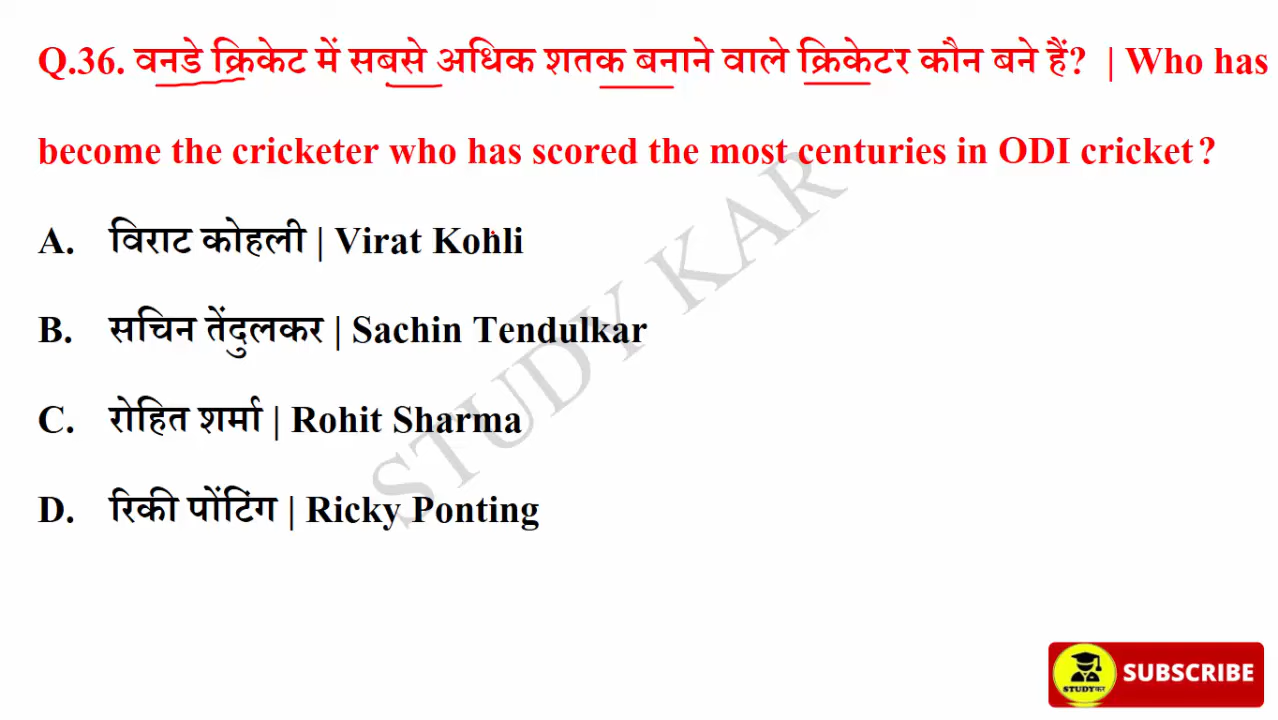 Q.36. वनडे क्रिकेट में सबसे अधिक शतक बनाने वाले क्रिकेटर कौन बने हैं? | Who has
become the cricketer who has scored the most centuries in ODI cricket?
A. विराट कोहली | Virat Kohli
B. सचिन तेंदुलकर | Sachin Tendulkar
C. रोहित शर्मा | Rohit Sharma
D. रिकी पोंटिंग | Ricky Ponting
STUDY KAR
STUDYकर
SUBSCRIBE